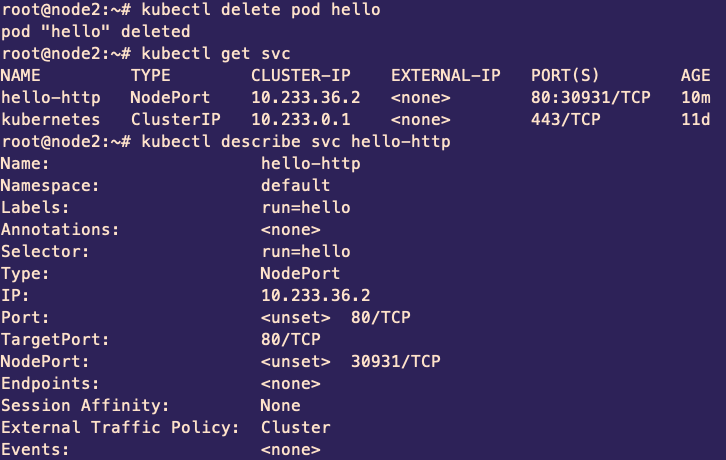 root@node2:~# kubectl delete pod hello
pod "hello" deleted
root@node2:~# kubectl get svc
NAME         TYPE        CLUSTER-IP    EXTERNAL-IP   PORT(S)        AGE
hello-http   NodePort    10.233.36.2   <none>        80:30931/TCP   10m
kubernetes   ClusterIP   10.233.0.1    <none>        443/TCP        11d
root@node2:~# kubectl describe svc hello-http
Name:                     hello-http
Namespace:                default
Labels:                   run=hello
Annotations:              <none>
Selector:                 run=hello
Type:                     NodePort
IP:                       10.233.36.2
Port:                     <unset>  80/TCP
TargetPort:               80/TCP
NodePort:                 <unset>  30931/TCP
Endpoints:                <none>
Session Affinity:         None
External Traffic Policy:  Cluster
Events:                   <none>